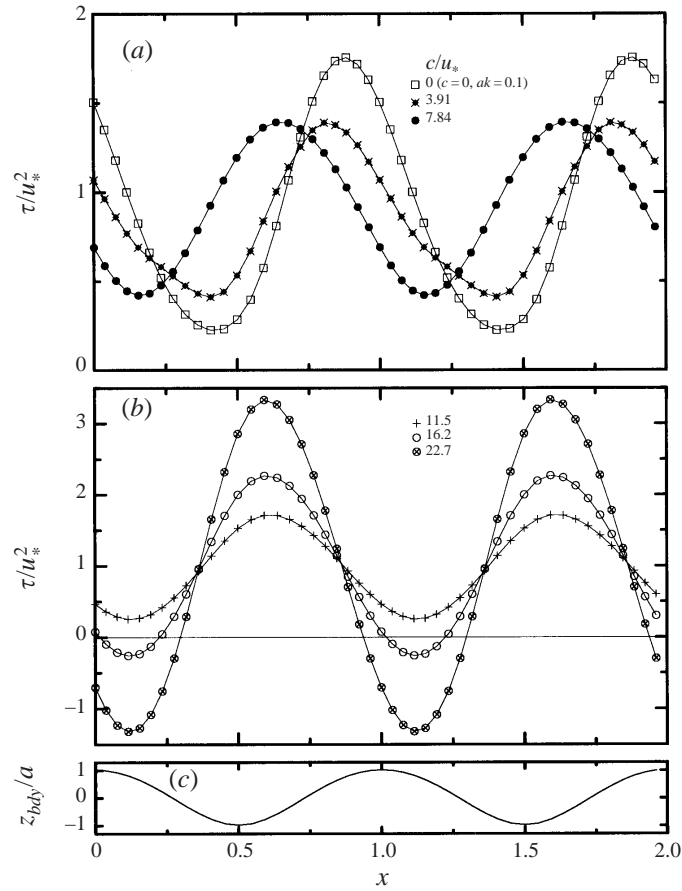 (a)
c/u*
0 (c=0, ak=0.1)
3.91
7.84
2
1
0
τ/u*²
(b)
11.5
16.2
22.7
3
2
1
0
–1
τ/u*²
(c)
1
0
–1
z_bdy/a
0
0.5
1.0
1.5
2.0
x